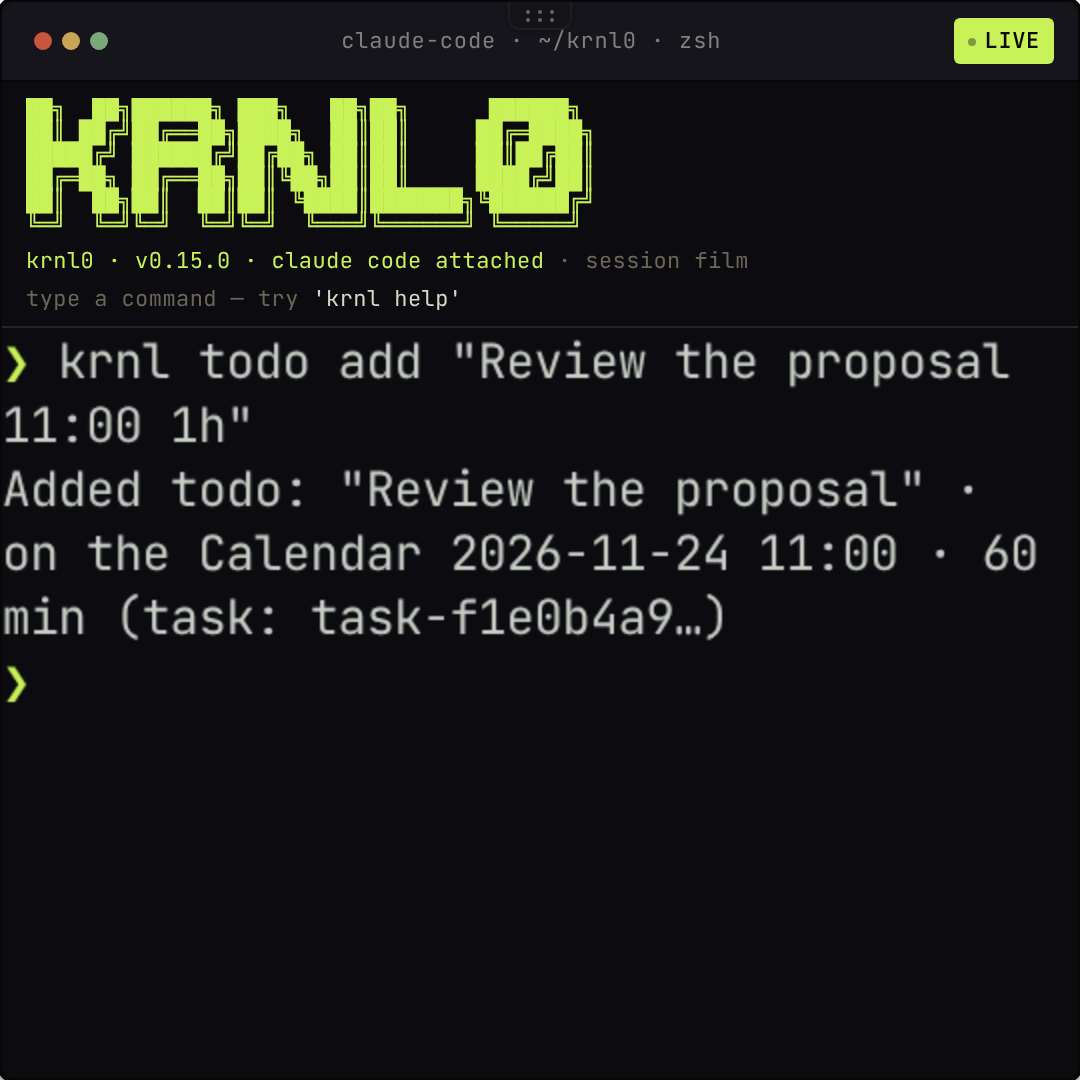 claude-code · ~/krnl0 · zsh
LIVE
KRNL0
krnl0 · v0.15.0 · claude code attached · session film
type a command — try 'krnl help'
❯ krnl todo add "Review the proposal
11:00 1h"
Added todo: "Review the proposal" ·
on the Calendar 2026-11-24 11:00 · 60
min (task: task-f1e0b4a9…)
❯